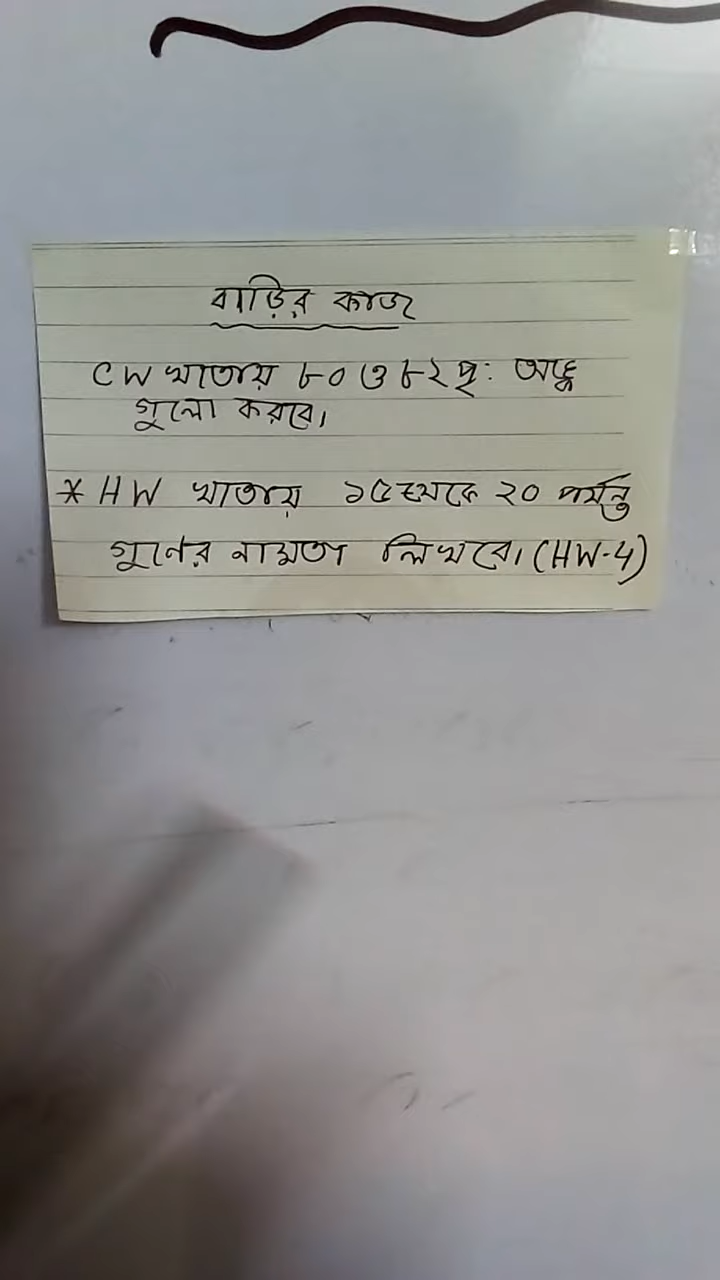 বাড়ির কাজ
CW খাতায় ৮০ ও ৮২ পৃ: অঙ্ক
গুলো করবে।
* HW খাতায় ১৫ থেকে ২০ পর্যন্ত
গুনের নামতা লিখবে। (HW-4)